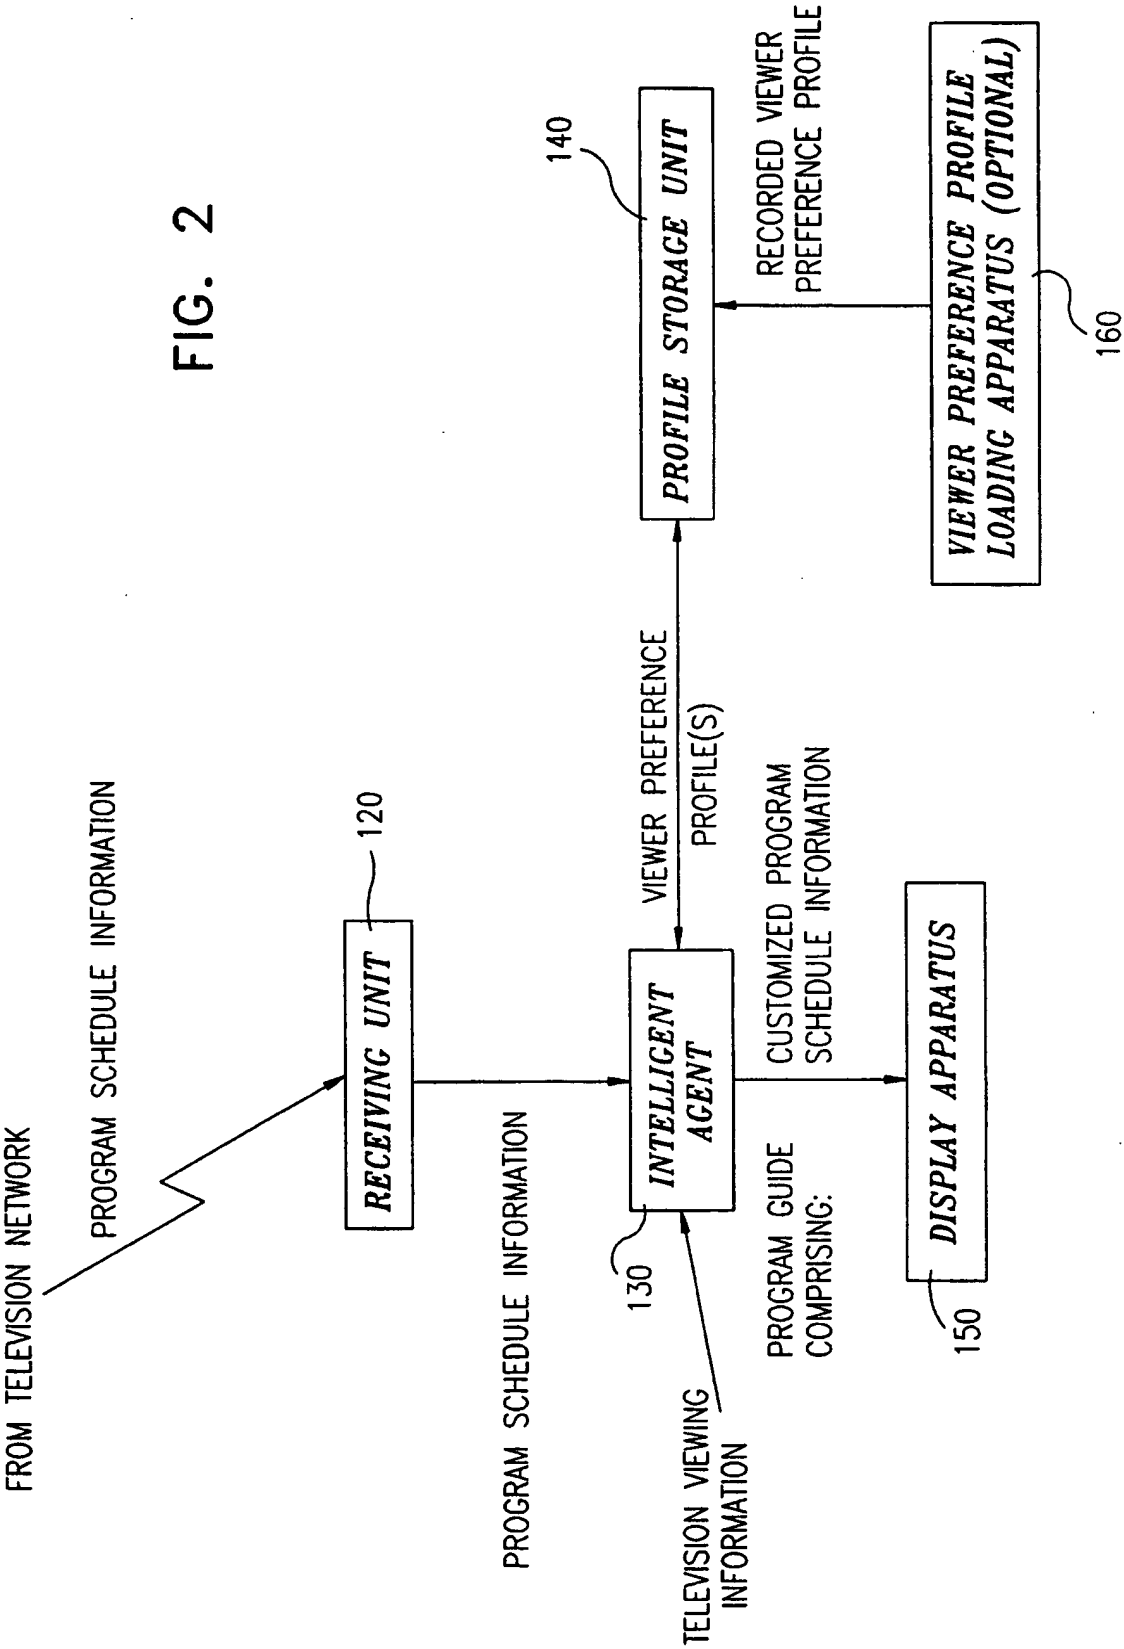 FIG. 2
FROM TELEVISION NETWORK
PROGRAM SCHEDULE INFORMATION
RECEIVING UNIT
120
PROGRAM SCHEDULE INFORMATION
130
INTELLIGENT
AGENT
VIEWER PREFERENCE
PROFILE(S)
140
PROFILE STORAGE UNIT
TELEVISION VIEWING
INFORMATION
PROGRAM GUIDE
COMPRISING:
CUSTOMIZED PROGRAM
SCHEDULE INFORMATION
RECORDED VIEWER
PREFERENCE PROFILE
DISPLAY APPARATUS
150
VIEWER PREFERENCE PROFILE
LOADING APPARATUS (OPTIONAL)
160